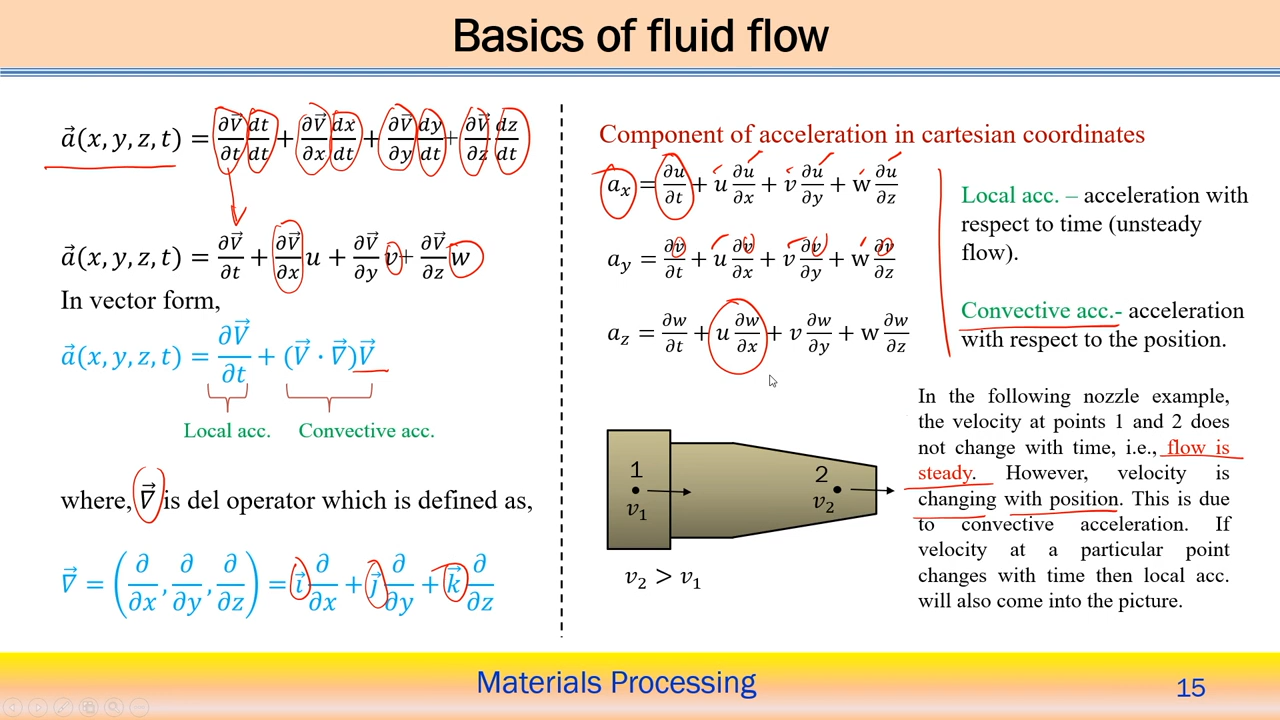 Basics of fluid flow
a⃗(x, y, z, t) = ∂V⃗/∂t dt/dt + ∂V⃗/∂x dx/dt + ∂V⃗/∂y dy/dt + ∂V⃗/∂z dz/dt
a⃗(x, y, z, t) = ∂V⃗/∂t + ∂V⃗/∂x u + ∂V⃗/∂y v + ∂V⃗/∂z w
In vector form,
a⃗(x, y, z, t) = ∂V⃗/∂t + (V⃗ · ∇⃗)V⃗
Local acc. Convective acc.
where, ∇⃗ is del operator which is defined as,
∇⃗ = (∂/∂x, ∂/∂y, ∂/∂z) = i⃗ ∂/∂x + j⃗ ∂/∂y + k⃗ ∂/∂z
Component of acceleration in cartesian coordinates
a_x = ∂u/∂t + u ∂u/∂x + v ∂u/∂y + w ∂u/∂z
a_y = ∂v/∂t + u ∂v/∂x + v ∂v/∂y + w ∂v/∂z
a_z = ∂w/∂t + u ∂w/∂x + v ∂w/∂y + w ∂w/∂z
Local acc. – acceleration with
respect to time (unsteady
flow).
Convective acc.- acceleration
with respect to the position.
1
v₁
2
v₂
v₂ > v₁
In the following nozzle example,
the velocity at points 1 and 2 does
not change with time, i.e., flow is
steady. However, velocity is
changing with position. This is due
to convective acceleration. If
velocity at a particular point
changes with time then local acc.
will also come into the picture.
Materials Processing
15